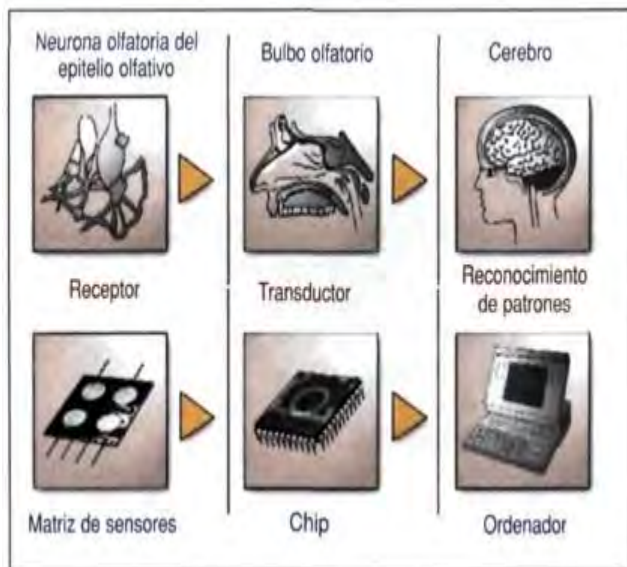 Neurona olfatoria del
epitelio olfativo
Bulbo olfatorio
Cerebro
Receptor
Transductor
Reconocimiento
de patrones
Matriz de sensores
Chip
Ordenador